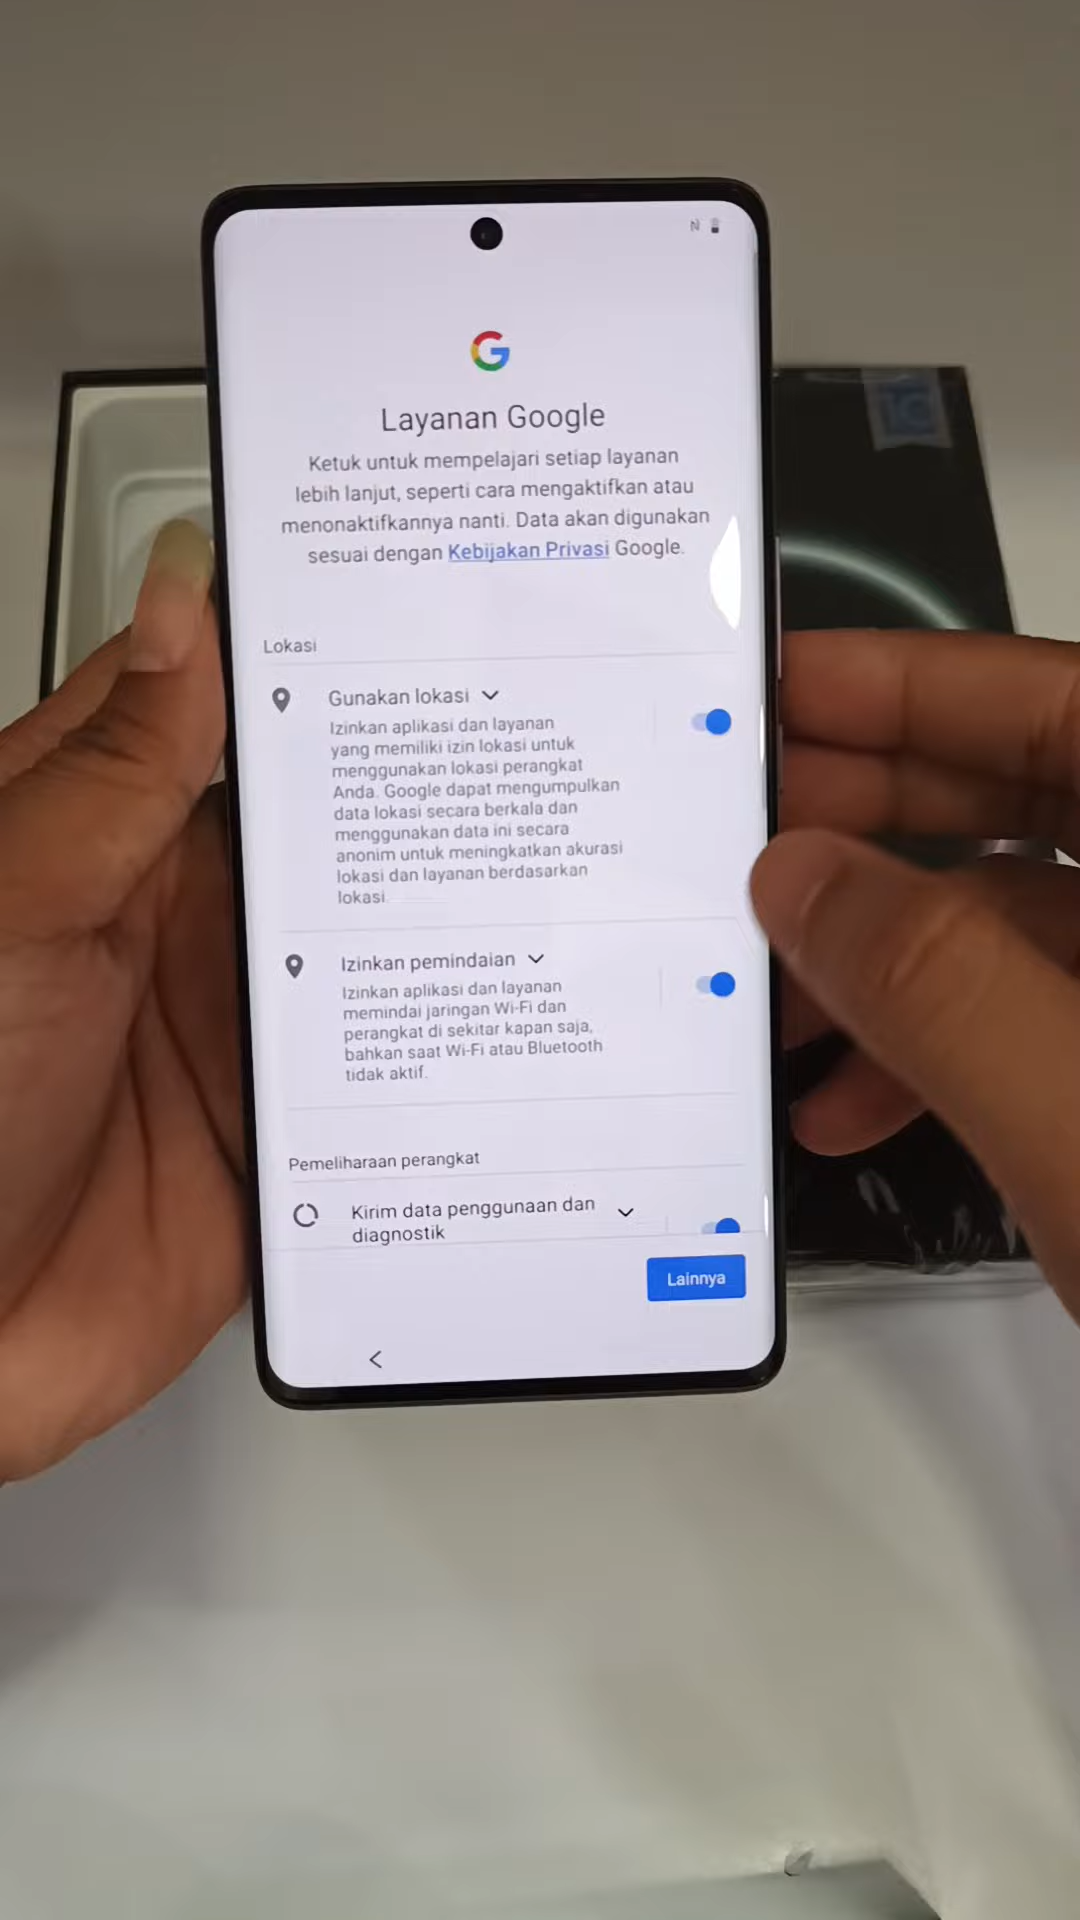 Layanan Google
Ketuk untuk mempelajari setiap layanan
lebih lanjut, seperti cara mengaktifkan atau
menonaktifkannya nanti. Data akan digunakan
sesuai dengan Kebijakan Privasi Google.
Lokasi
Gunakan lokasi
Izinkan aplikasi dan layanan
yang memiliki izin lokasi untuk
menggunakan lokasi perangkat
Anda. Google dapat mengumpulkan
data lokasi secara berkala dan
menggunakan data ini secara
anonim untuk meningkatkan akurasi
lokasi dan layanan berdasarkan
lokasi.
Izinkan pemindaian
Izinkan aplikasi dan layanan
memindai jaringan Wi-Fi dan
perangkat di sekitar kapan saja,
bahkan saat Wi-Fi atau Bluetooth
tidak aktif.
Pemeliharaan perangkat
Kirim data penggunaan dan
diagnostik
Lainnya